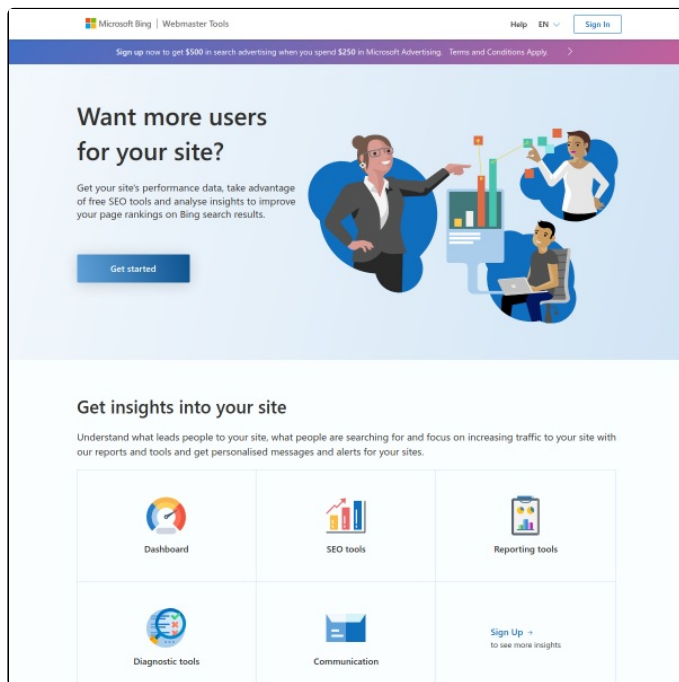 Microsoft Bing | Webmaster Tools
Help EN Sign In
Sign up now to get $500 in search advertising when you spend $250 in Microsoft Advertising. Terms and Conditions Apply.
Want more users
for your site?
Get your site's performance data, take advantage
of free SEO tools and analyse insights to improve
your page rankings on Bing search results.
Get started
Get insights into your site
Understand what leads people to your site, what people are searching for and focus on increasing traffic to your site with
our reports and tools and get personalised messages and alerts for your sites.
Dashboard
SEO tools
Reporting tools
Diagnostic tools
Communication
Sign Up →
to see more insights